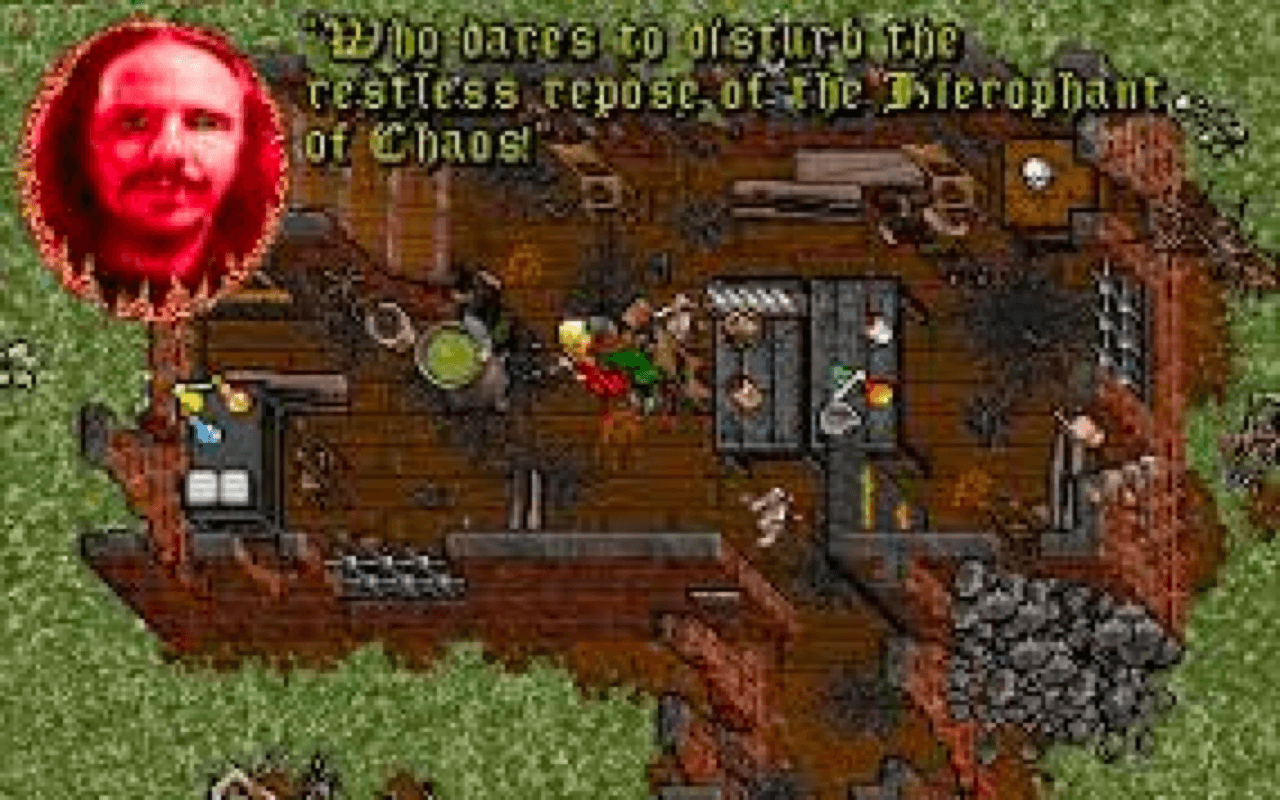 "Who dares to disturb the
restless repose of the Hierophant
of Chaos!"